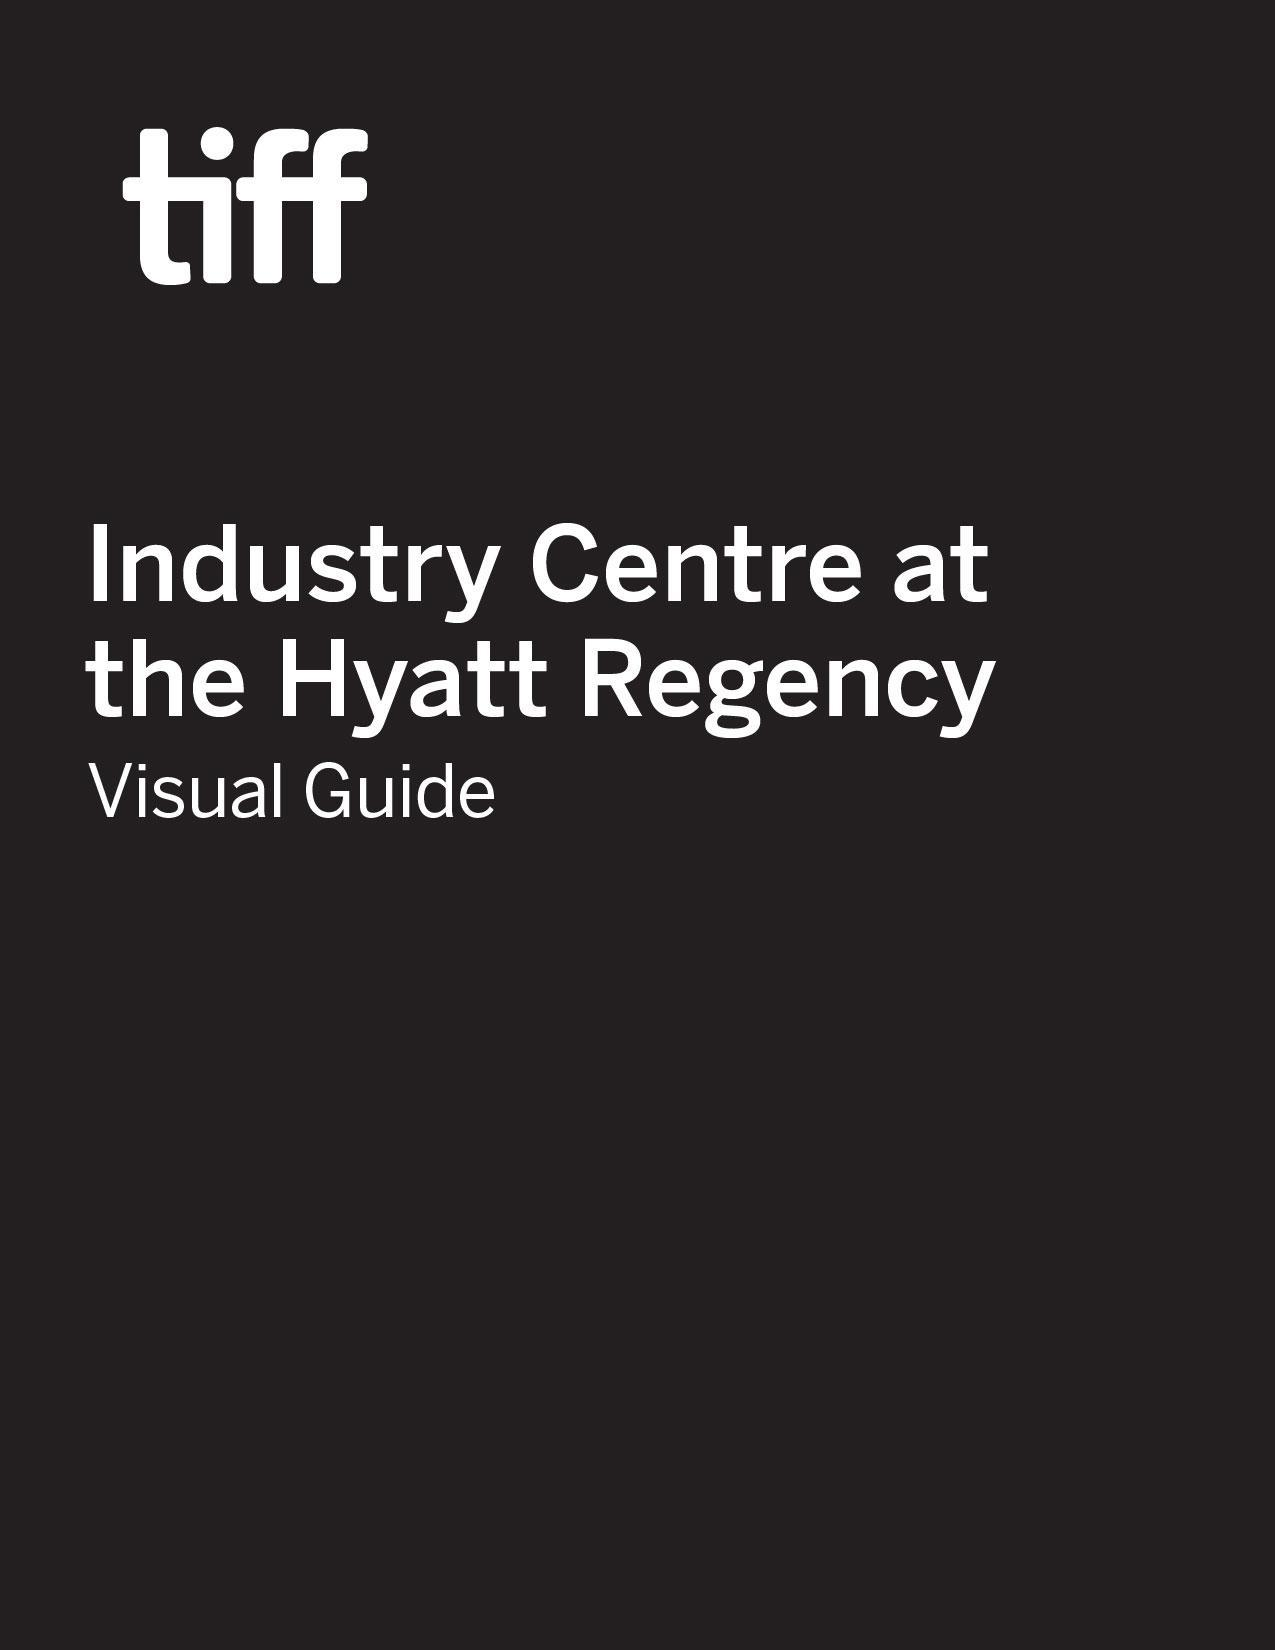 tiff
Industry Centre at
the Hyatt Regency
Visual Guide